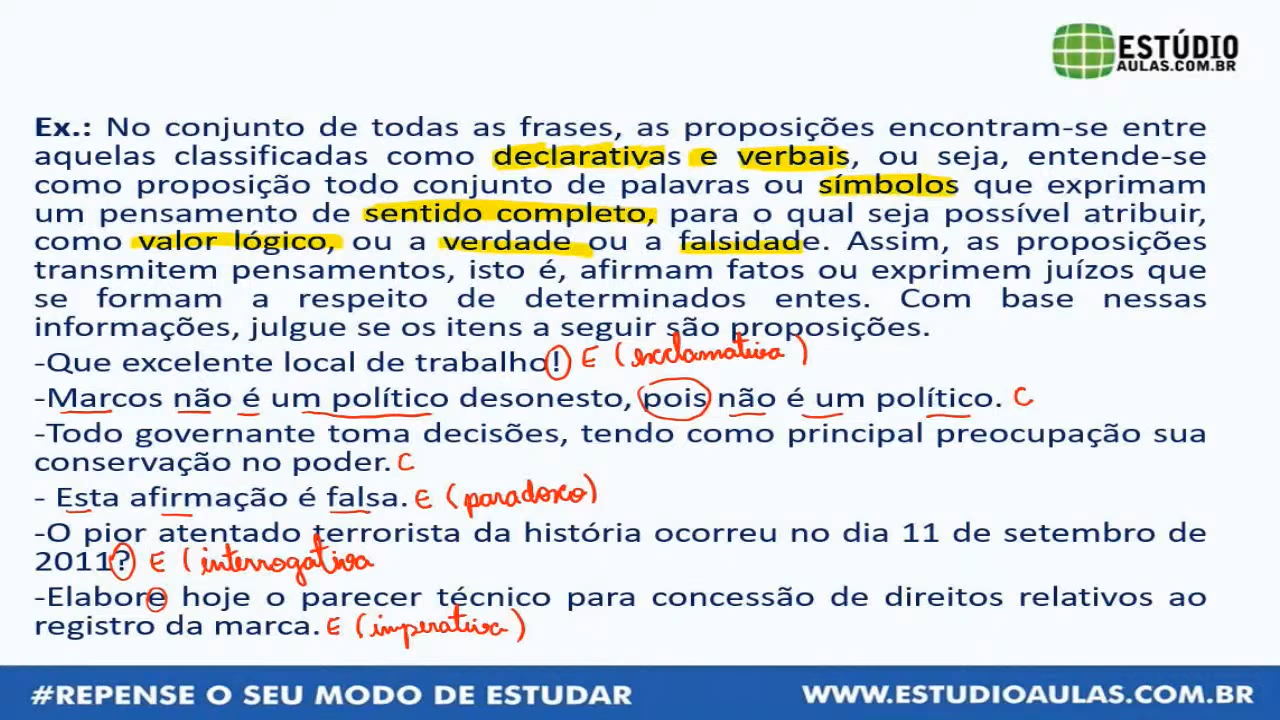 ESTÚDIO
AULAS.COM.BR
Ex.: No conjunto de todas as frases, as proposições encontram-se entre
aquelas classificadas como declarativas e verbais, ou seja, entende-se
como proposição todo conjunto de palavras ou símbolos que exprimam
um pensamento de sentido completo, para o qual seja possível atribuir,
como valor lógico, ou a verdade ou a falsidade. Assim, as proposições
transmitem pensamentos, isto é, afirmam fatos ou exprimem juízos que
se formam a respeito de determinados entes. Com base nessas
informações, julgue se os itens a seguir são proposições.
-Que excelente local de trabalho! E (exclamativa)
-Marcos não é um político desonesto, pois não é um político. C
-Todo governante toma decisões, tendo como principal preocupação sua
conservação no poder. C
- Esta afirmação é falsa. E (paradoxo)
-O pior atentado terrorista da história ocorreu no dia 11 de setembro de
2011? E (interrogativa
-Elabore hoje o parecer técnico para concessão de direitos relativos ao
registro da marca. E (imperativa)
#REPENSE O SEU MODO DE ESTUDAR WWW.ESTUDIOAULAS.COM.BR